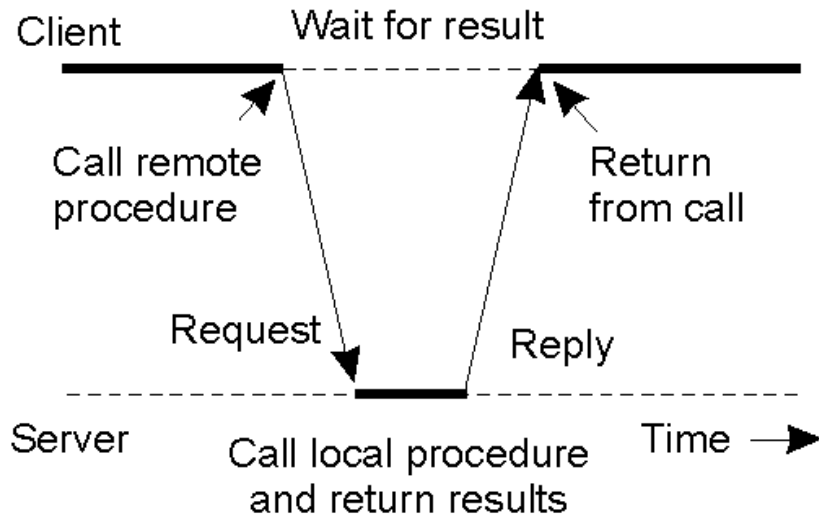 Client
Wait for result
Call remote
procedure
Return
from call
Request
Reply
Server
Time
Call local procedure
and return results